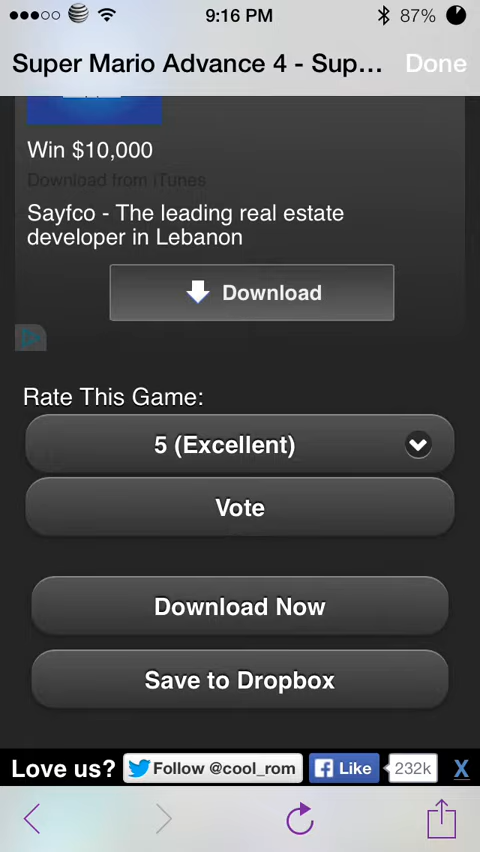 9:16 PM
87%
Super Mario Advance 4 - Sup...
Done
Win $10,000
Download from iTunes
Sayfco - The leading real estate
developer in Lebanon
Download
Rate This Game:
5 (Excellent)
Vote
Download Now
Save to Dropbox
Love us?
Follow @cool_rom
Like
232k
X